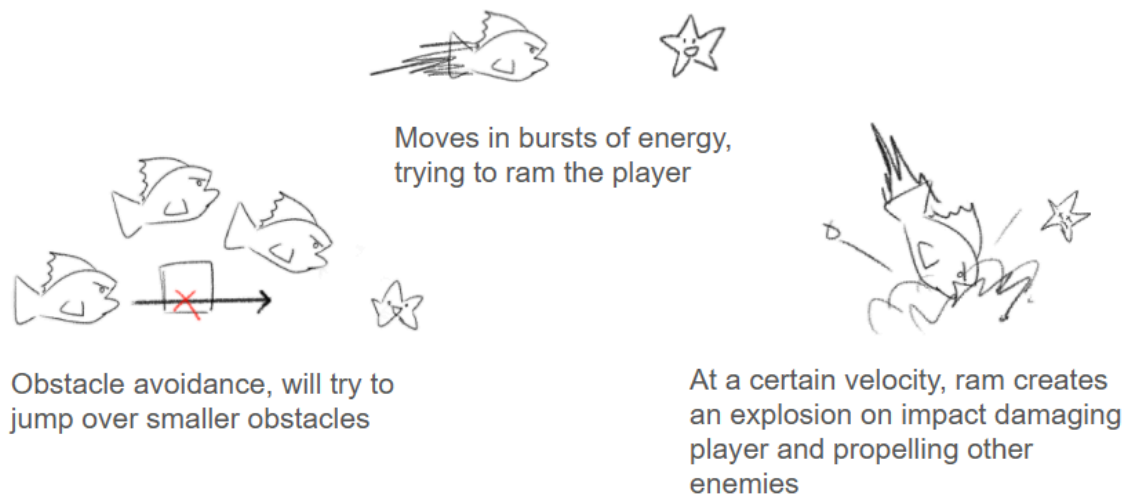 Moves in bursts of energy,
trying to ram the player
Obstacle avoidance, will try to
jump over smaller obstacles
At a certain velocity, ram creates
an explosion on impact damaging
player and propelling other
enemies